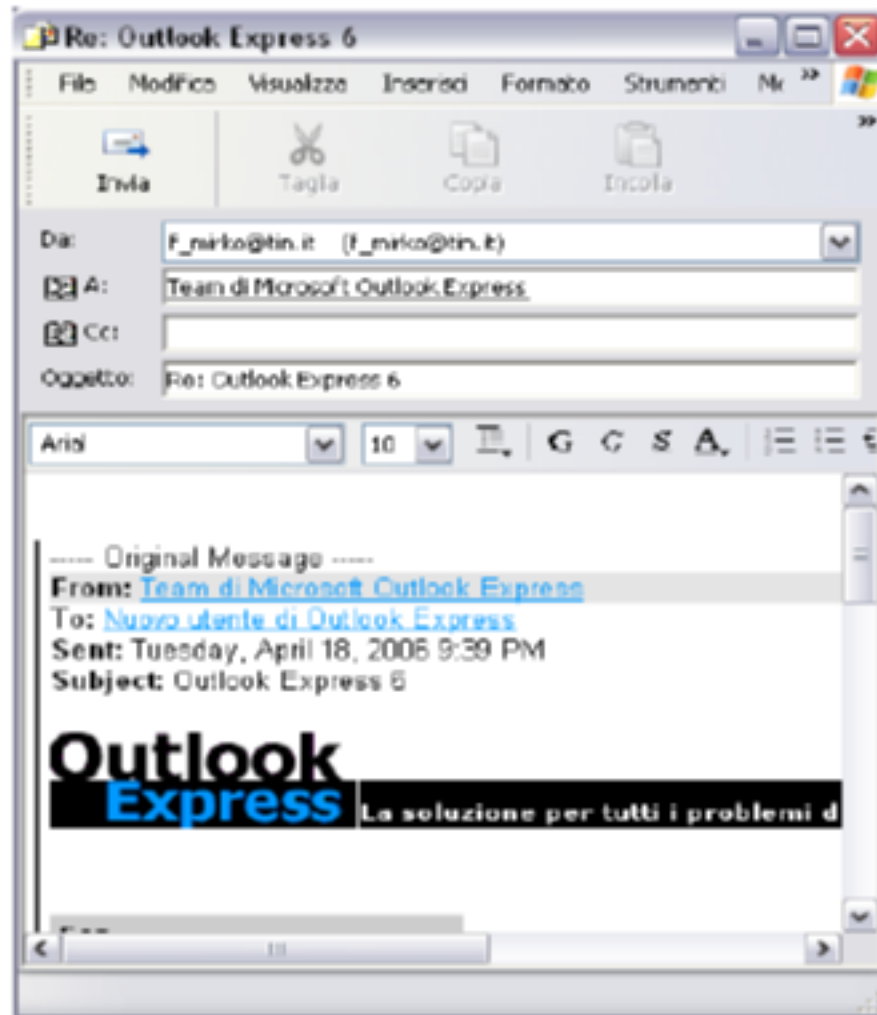 Re: Outlook Express 6
File Modifica Visualizza Inserisci Formato Strumenti
Invia Taglia Copia Incolla
Da: f_mirko@tin.it (f_mirko@tin.it)
A: Team di Microsoft Outlook Express
Cc:
Oggetto: Re: Outlook Express 6
Arial 10 G C S A
----- Original Message -----
From: Team di Microsoft Outlook Express
To: Nuovo utente di Outlook Express
Sent: Tuesday, April 18, 2006 9:39 PM
Subject: Outlook Express 6
Outlook
Express La soluzione per tutti i problemi d